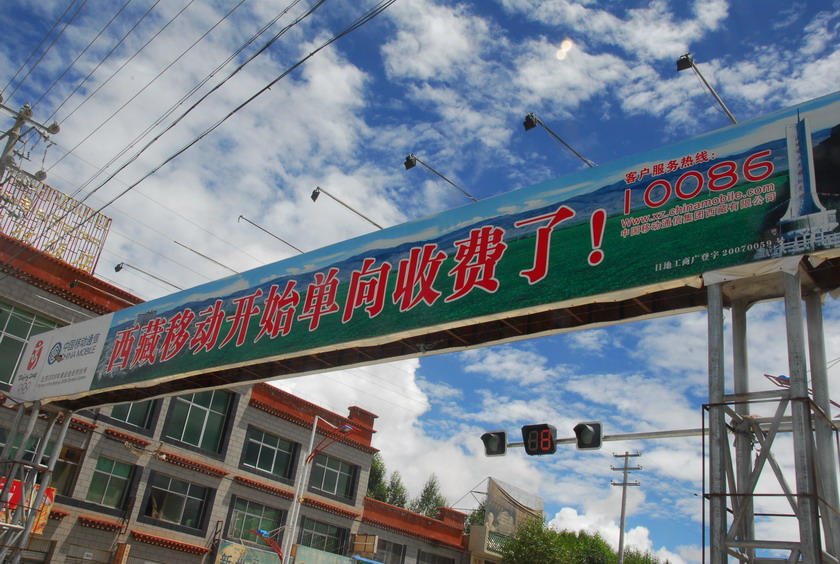 客户服务热线:
10086
Www.xz.chinamobile.com
中国移动通信集团西藏有限公司
西藏移动开始单向收费了!
日地工商广登字 20070059 号
中国移动通信
CHINA MOBILE
8